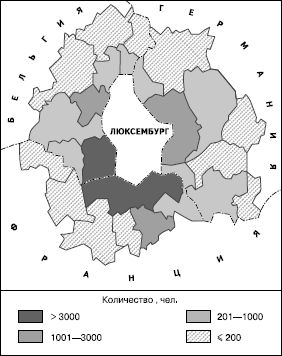 БЕЛЬГИЯ
ГЕРМАНИЯ
ЛЮКСЕМБУРГ
ФРАНЦИЯ
Количество , чел.
> 3000
201—1000
1001—3000
⩽ 200